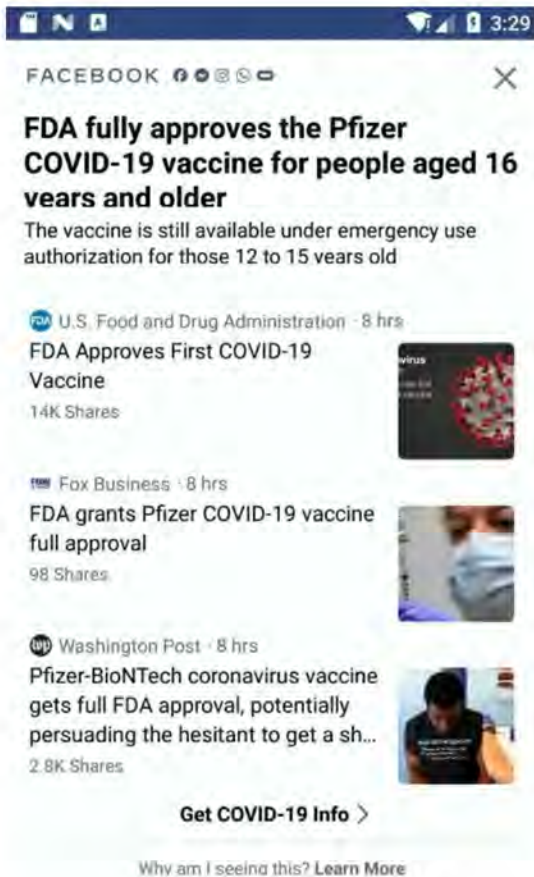 3:29
FACEBOOK
FDA fully approves the Pfizer
COVID-19 vaccine for people aged 16
years and older
The vaccine is still available under emergency use
authorization for those 12 to 15 years old
FDA U.S. Food and Drug Administration · 8 hrs
FDA Approves First COVID-19
Vaccine
14K Shares
virus
Fox Business · 8 hrs
FDA grants Pfizer COVID-19 vaccine
full approval
98 Shares
wp Washington Post · 8 hrs
Pfizer-BioNTech coronavirus vaccine
gets full FDA approval, potentially
persuading the hesitant to get a sh...
2.8K Shares
Get COVID-19 Info >
Why am I seeing this? Learn More